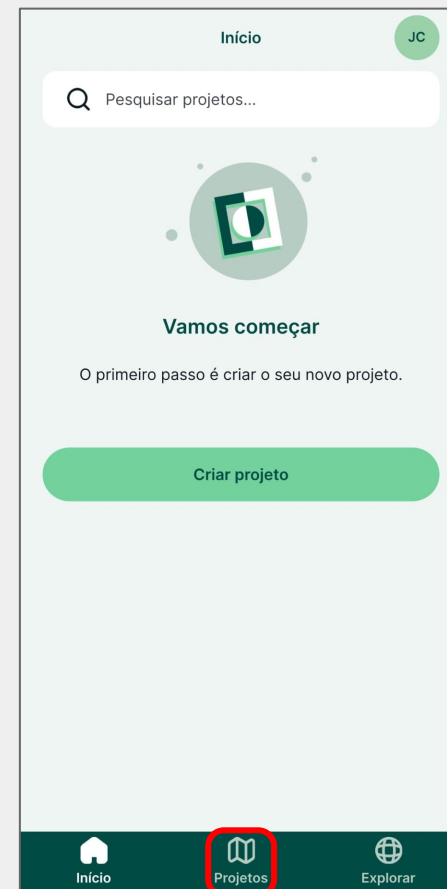 Início
JC
Pesquisar projetos...
Vamos começar
O primeiro passo é criar o seu novo projeto.
Criar projeto
Início
Projetos
Explorar